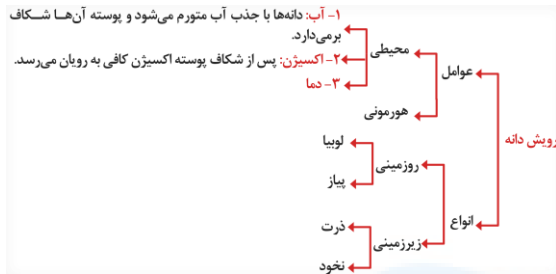 رویش دانه
عوامل
محیطی
۱- آب: دانه‌ها با جذب آب متورم می‌شود و پوسته آن‌هـا شـکاف
برمی‌دارد.
۲- اکسیژن: پس از شکاف پوسته اکسیژن کافی به رویان می‌رسد.
۳- دما
هورمونی
انواع
روزمینی
لوبیا
پیاز
زیرزمینی
ذرت
نخود